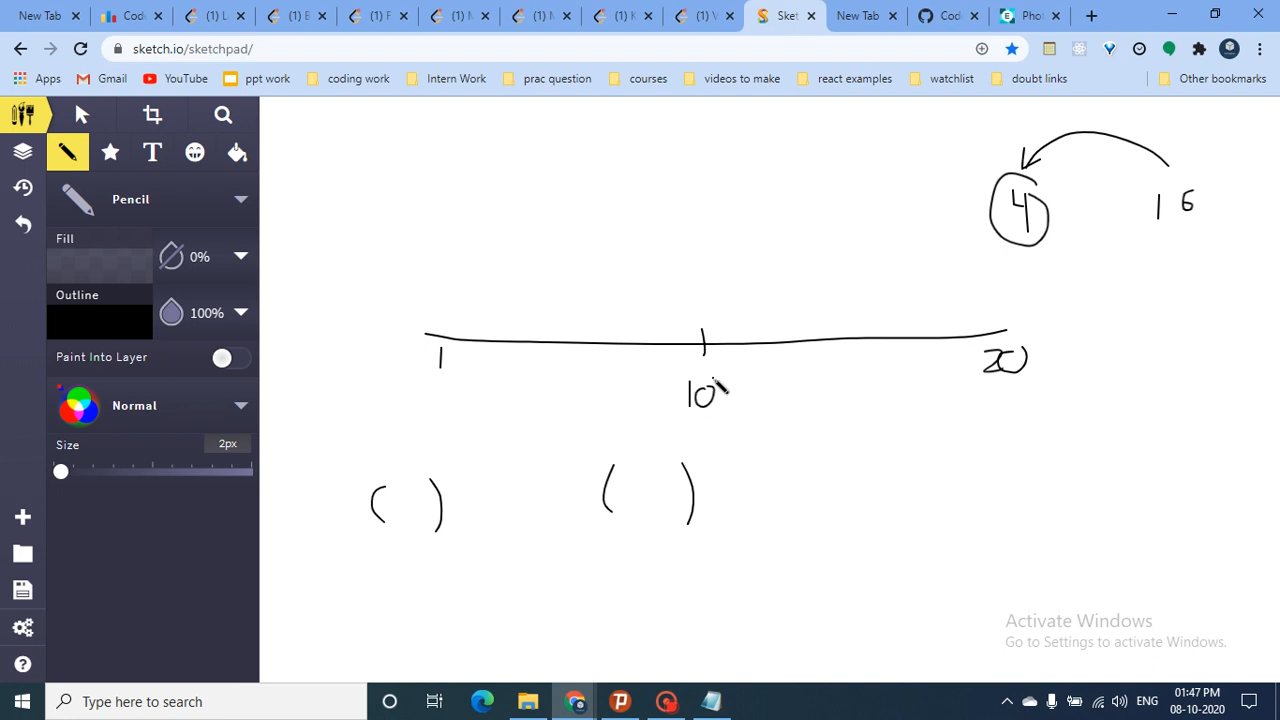 New Tab
Code
(1) L
(1) E
(1) F
(1) N
(1) N
(1) K
(1) V
Sket
New Tab
Code
Phot
sketch.io/sketchpad/
Apps
Gmail
YouTube
ppt work
coding work
Intern Work
prac question
courses
videos to make
react examples
watchlist
doubt links
Other bookmarks
Pencil
Fill
0%
Outline
100%
Paint Into Layer
Normal
Size
2px
4 16
1 20
10
( ) ( )
Activate Windows
Go to Settings to activate Windows.
Type here to search
ENG
01:47 PM
08-10-2020